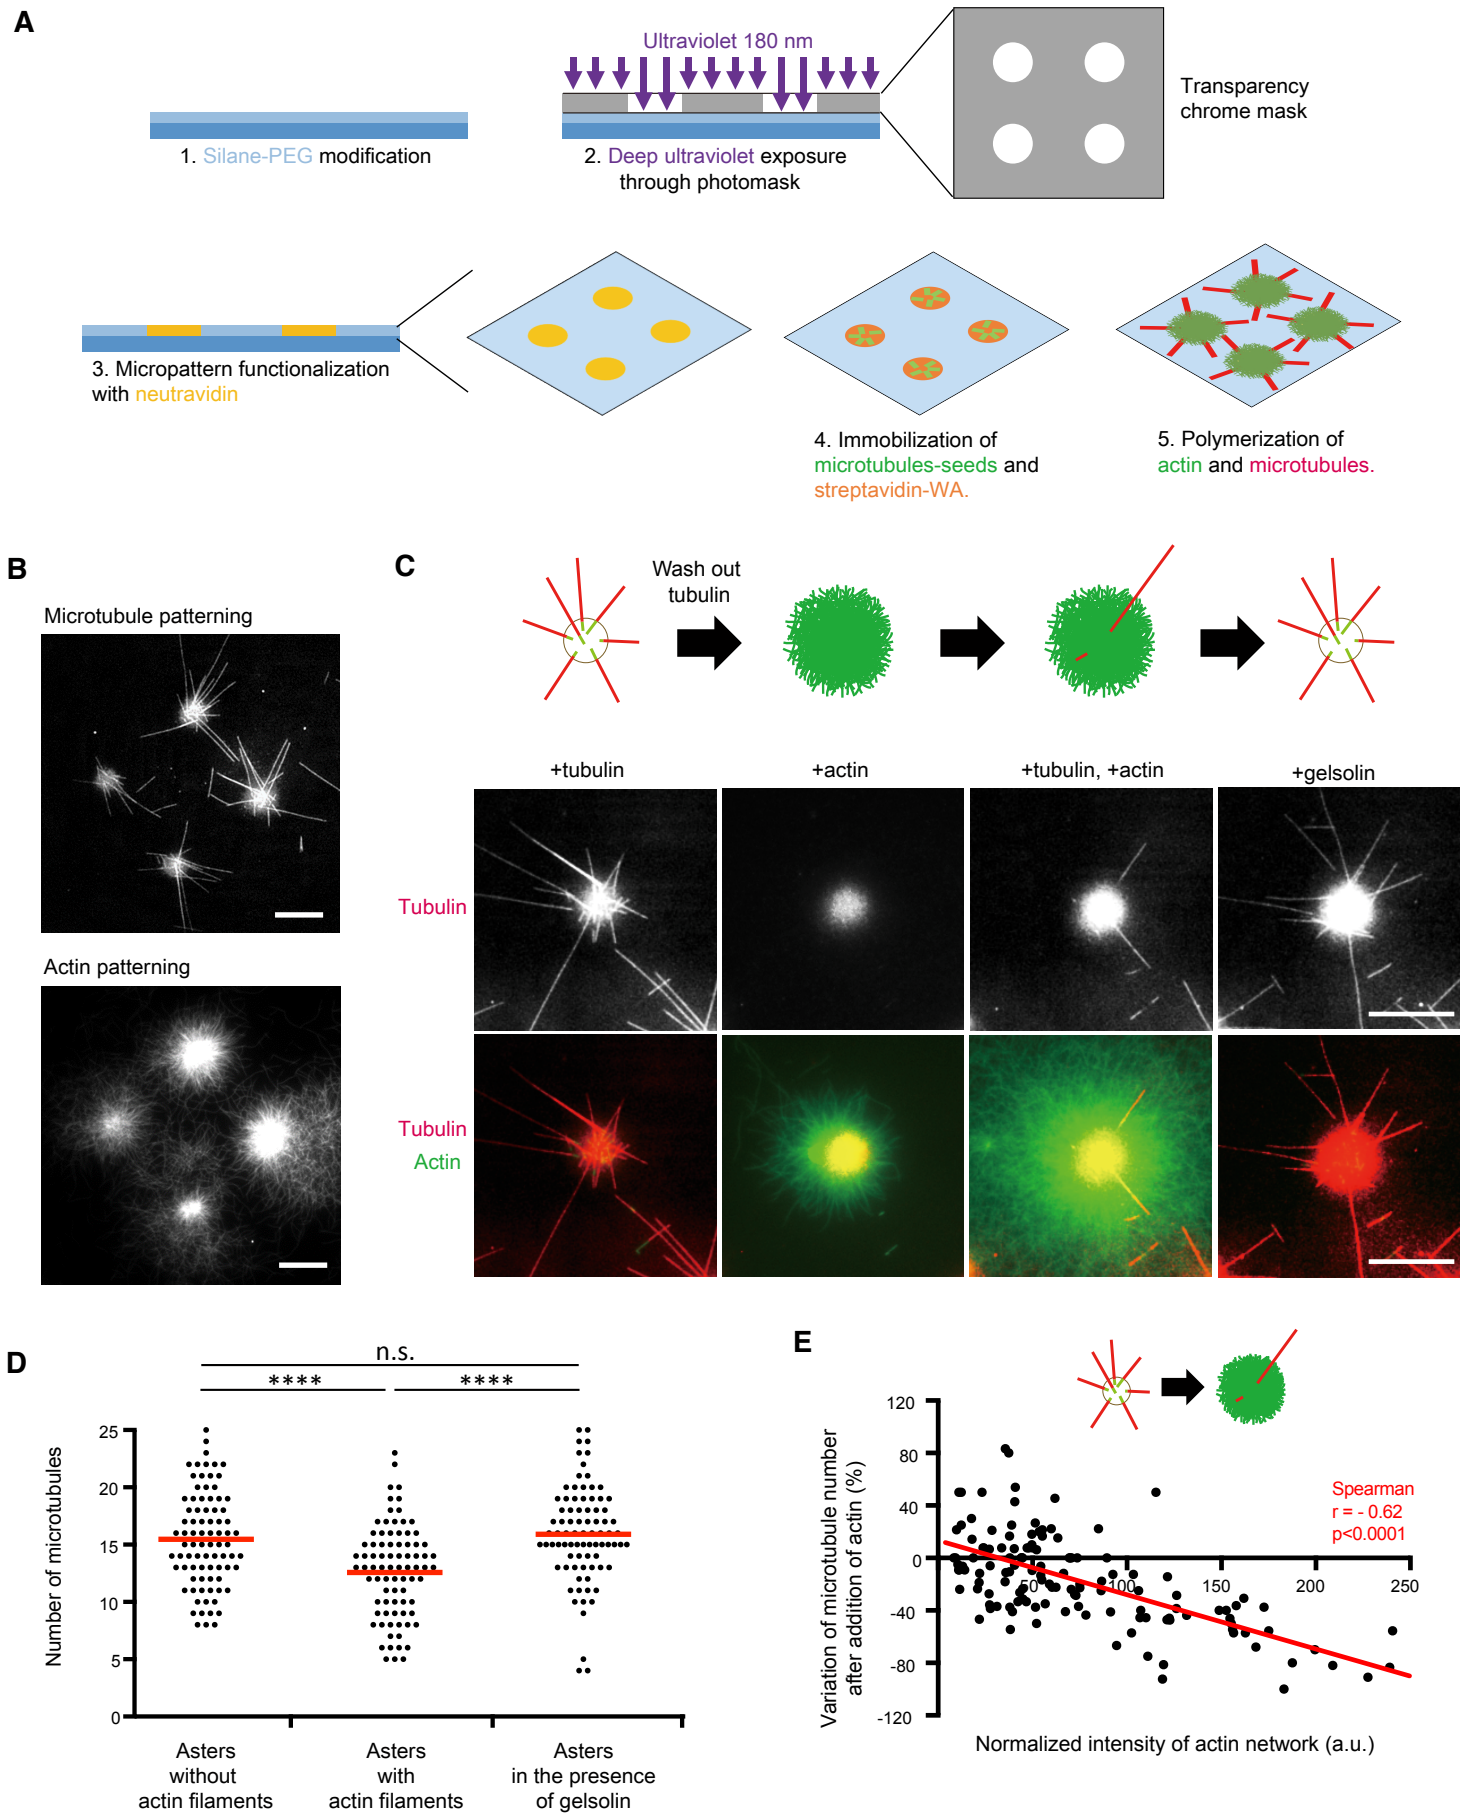 A
Ultraviolet 180 nm
Transparency
chrome mask
1. Silane-PEG modification
2. Deep ultraviolet exposure
through photomask
3. Micropattern functionalization
with neutravidin
4. Immobilization of
microtubules-seeds and
streptavidin-WA.
5. Polymerization of
actin and microtubules.
B
Microtubule patterning
Actin patterning
C
Wash out
tubulin
+tubulin
+actin
+tubulin, +actin
+gelsolin
Tubulin
Tubulin
Actin
D
n.s.
****
****
Number of microtubules
25
20
15
10
5
0
Asters
without
actin filaments
Asters
with
actin filaments
Asters
in the presence
of gelsolin
E
Variation of microtubule number
after addition of actin (%)
120
80
40
0
-40
-80
-120
50
100
150
200
250
Spearman
r = - 0.62
p<0.0001
Normalized intensity of actin network (a.u.)